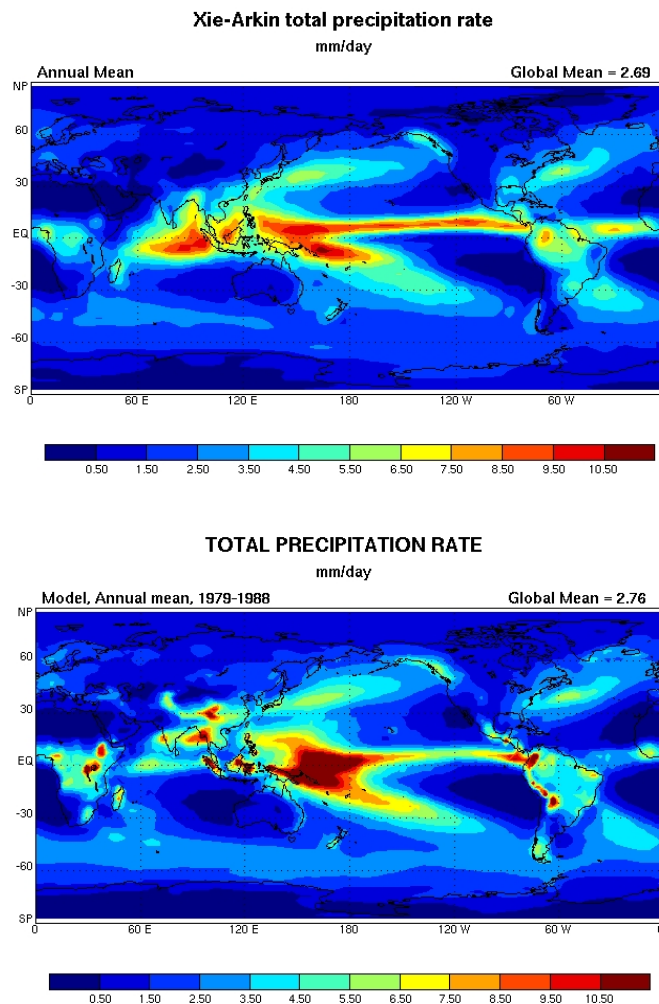 Xie-Arkin total precipitation rate
mm/day
Annual Mean Global Mean = 2.69
NP
60
30
EQ
-30
-60
SP
0 60 E 120 E 180 120 W 60 W
0.50 1.50 2.50 3.50 4.50 5.50 6.50 7.50 8.50 9.50 10.50
TOTAL PRECIPITATION RATE
mm/day
Model, Annual mean, 1979-1988 Global Mean = 2.76
NP
60
30
EQ
-30
-60
SP
0 60 E 120 E 180 120 W 60 W
0.50 1.50 2.50 3.50 4.50 5.50 6.50 7.50 8.50 9.50 10.50